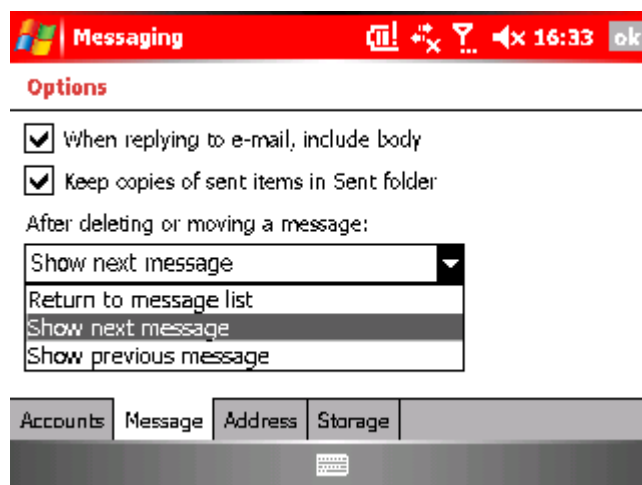 Messaging 16:33 ok
Options
When replying to e-mail, include body
Keep copies of sent items in Sent folder
After deleting or moving a message:
Show next message
Return to message list
Show next message
Show previous message
Accounts Message Address Storage